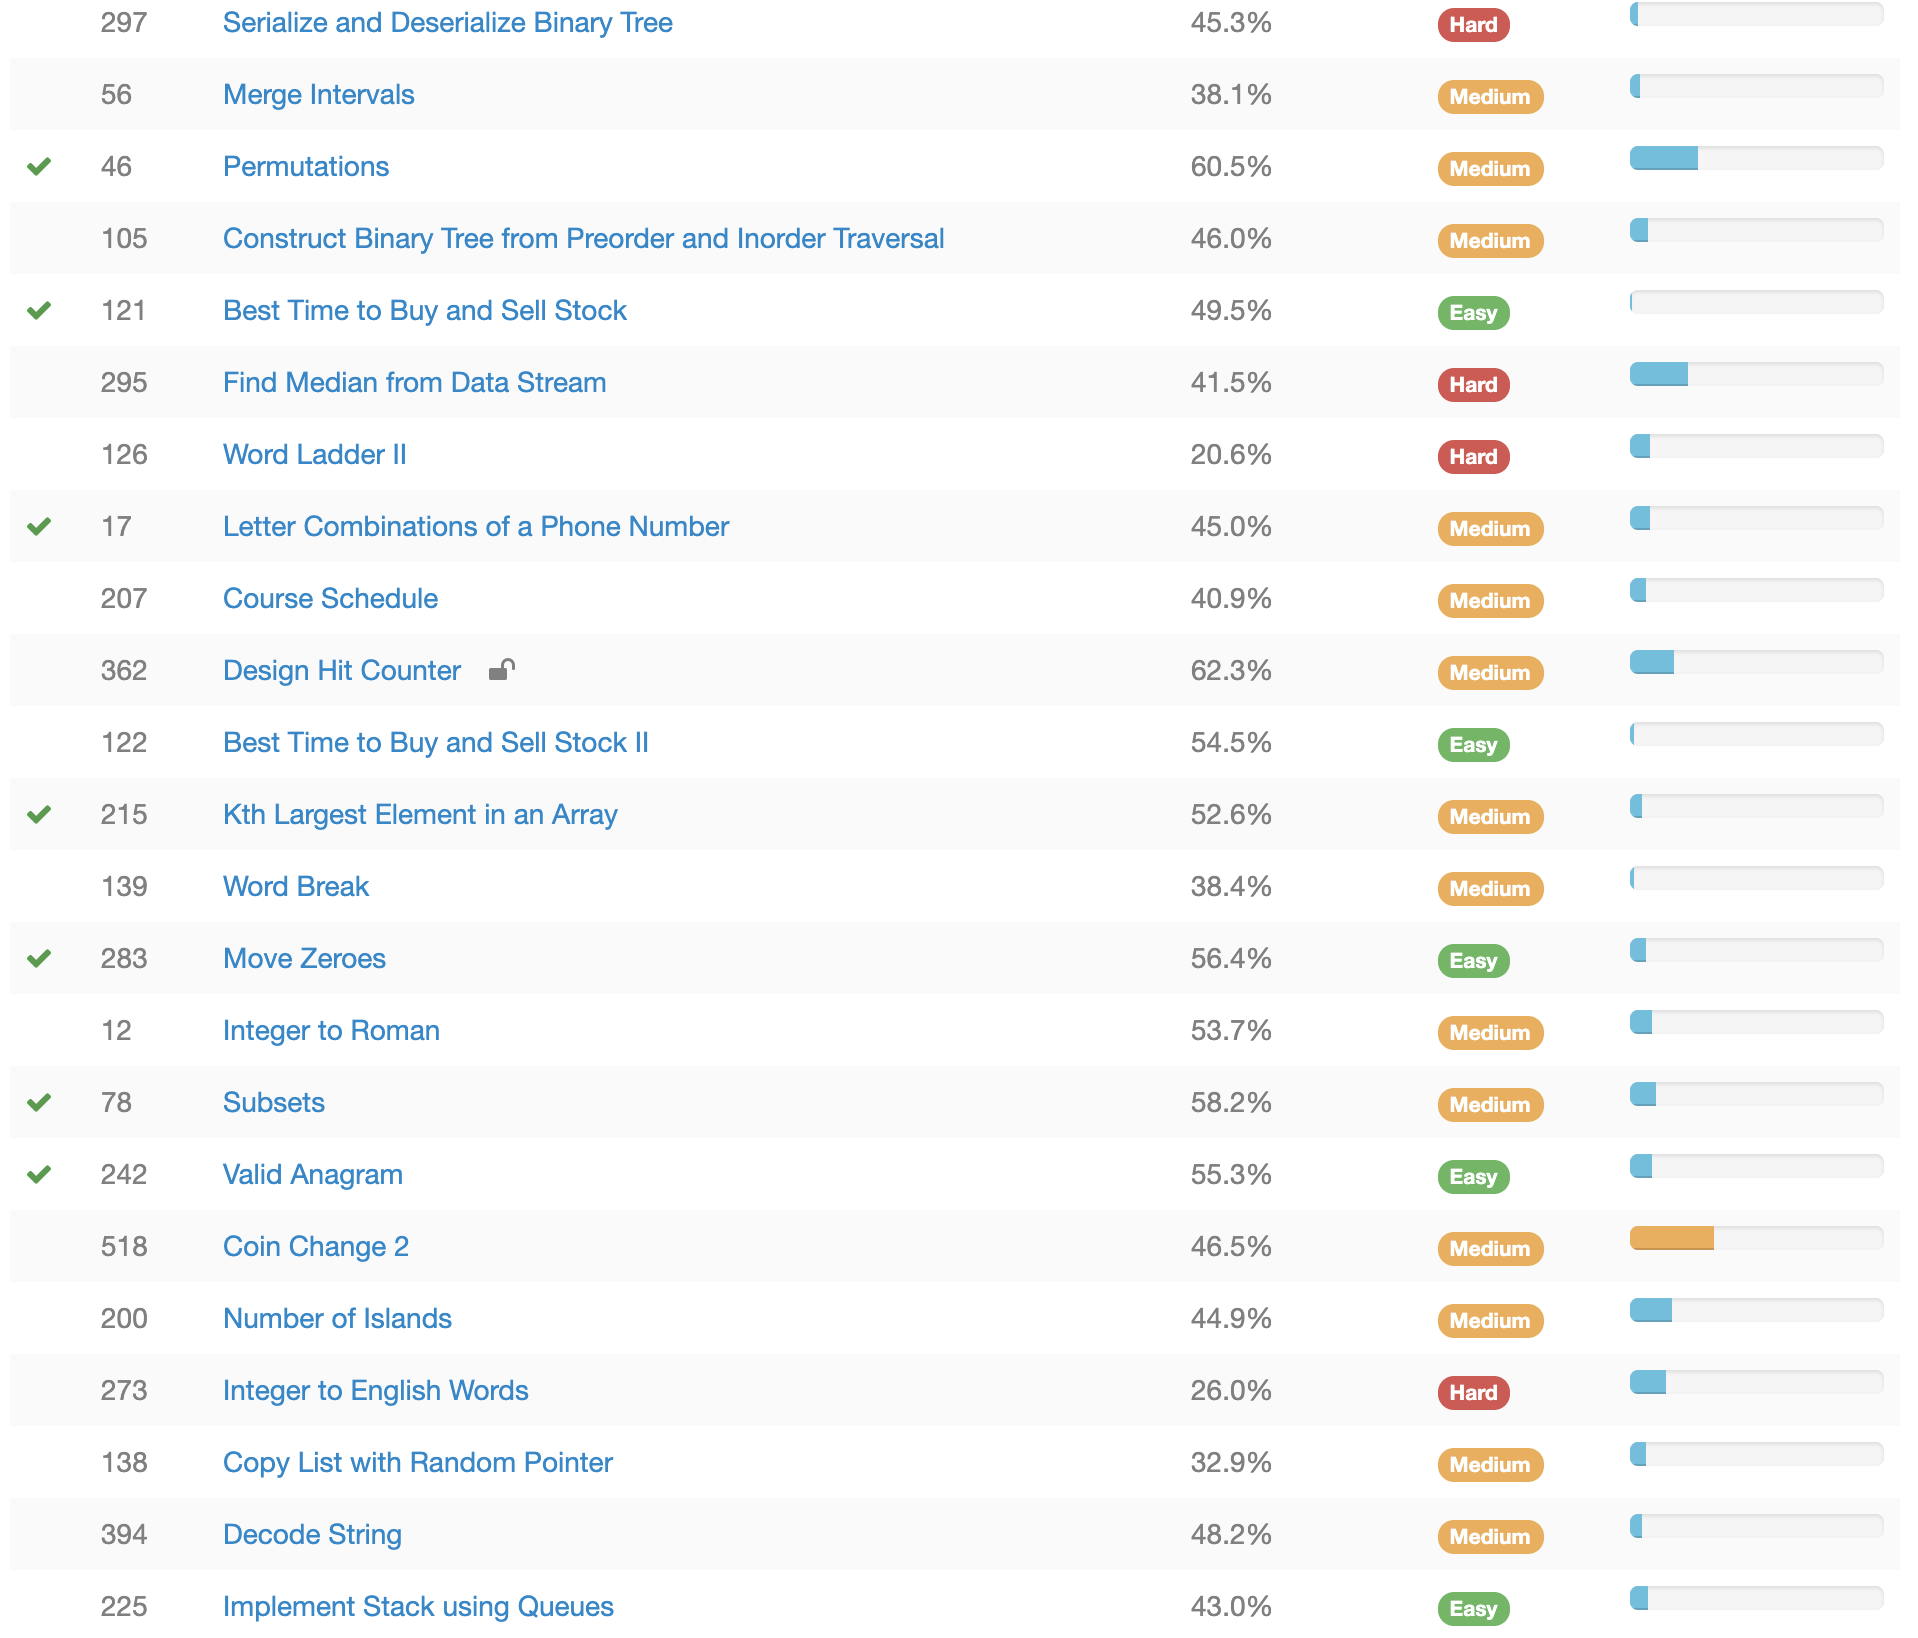 297 Serialize and Deserialize Binary Tree 45.3% Hard
56 Merge Intervals 38.1% Medium
46 Permutations 60.5% Medium
105 Construct Binary Tree from Preorder and Inorder Traversal 46.0% Medium
121 Best Time to Buy and Sell Stock 49.5% Easy
295 Find Median from Data Stream 41.5% Hard
126 Word Ladder II 20.6% Hard
17 Letter Combinations of a Phone Number 45.0% Medium
207 Course Schedule 40.9% Medium
362 Design Hit Counter 62.3% Medium
122 Best Time to Buy and Sell Stock II 54.5% Easy
215 Kth Largest Element in an Array 52.6% Medium
139 Word Break 38.4% Medium
283 Move Zeroes 56.4% Easy
12 Integer to Roman 53.7% Medium
78 Subsets 58.2% Medium
242 Valid Anagram 55.3% Easy
518 Coin Change 2 46.5% Medium
200 Number of Islands 44.9% Medium
273 Integer to English Words 26.0% Hard
138 Copy List with Random Pointer 32.9% Medium
394 Decode String 48.2% Medium
225 Implement Stack using Queues 43.0% Easy